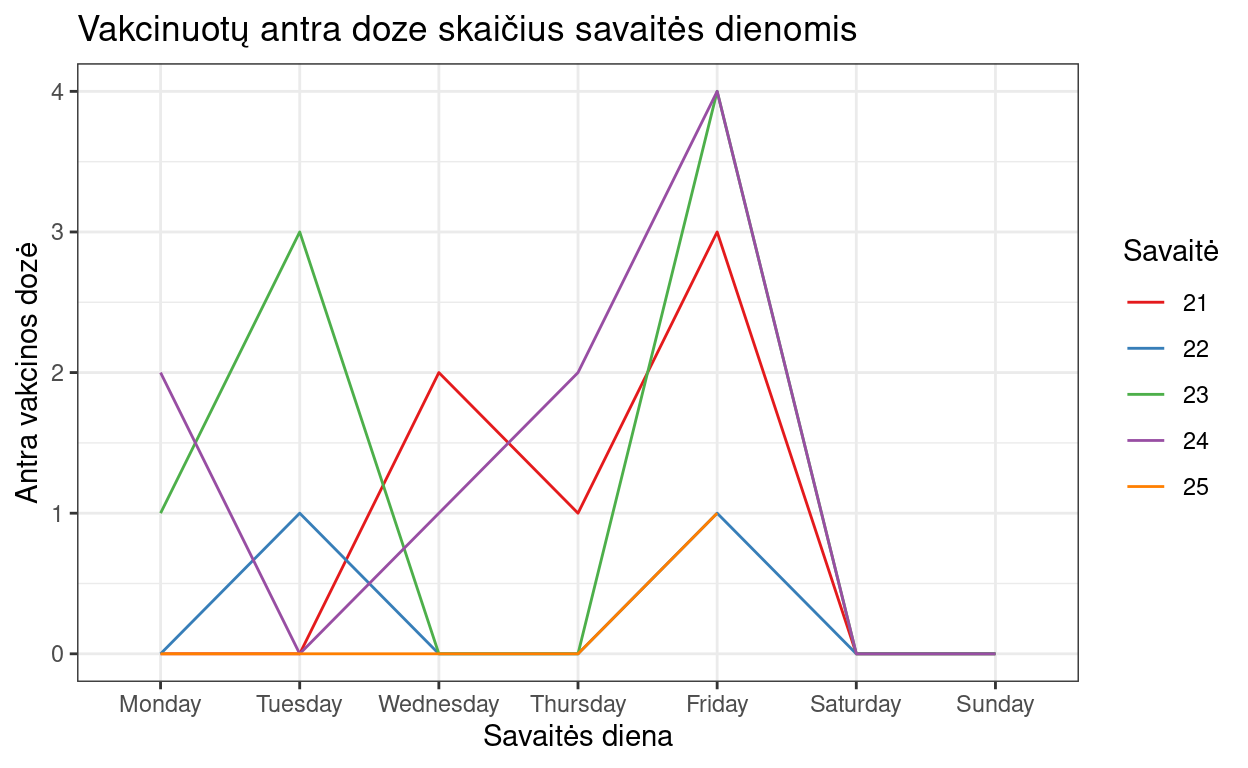 Vakcinuotų antra doze skaičius savaitės dienomis
Antra vakcinos dozė
4
3
2
1
0
Monday Tuesday Wednesday Thursday Friday Saturday Sunday
Savaitės diena
Savaitė
21
22
23
24
25